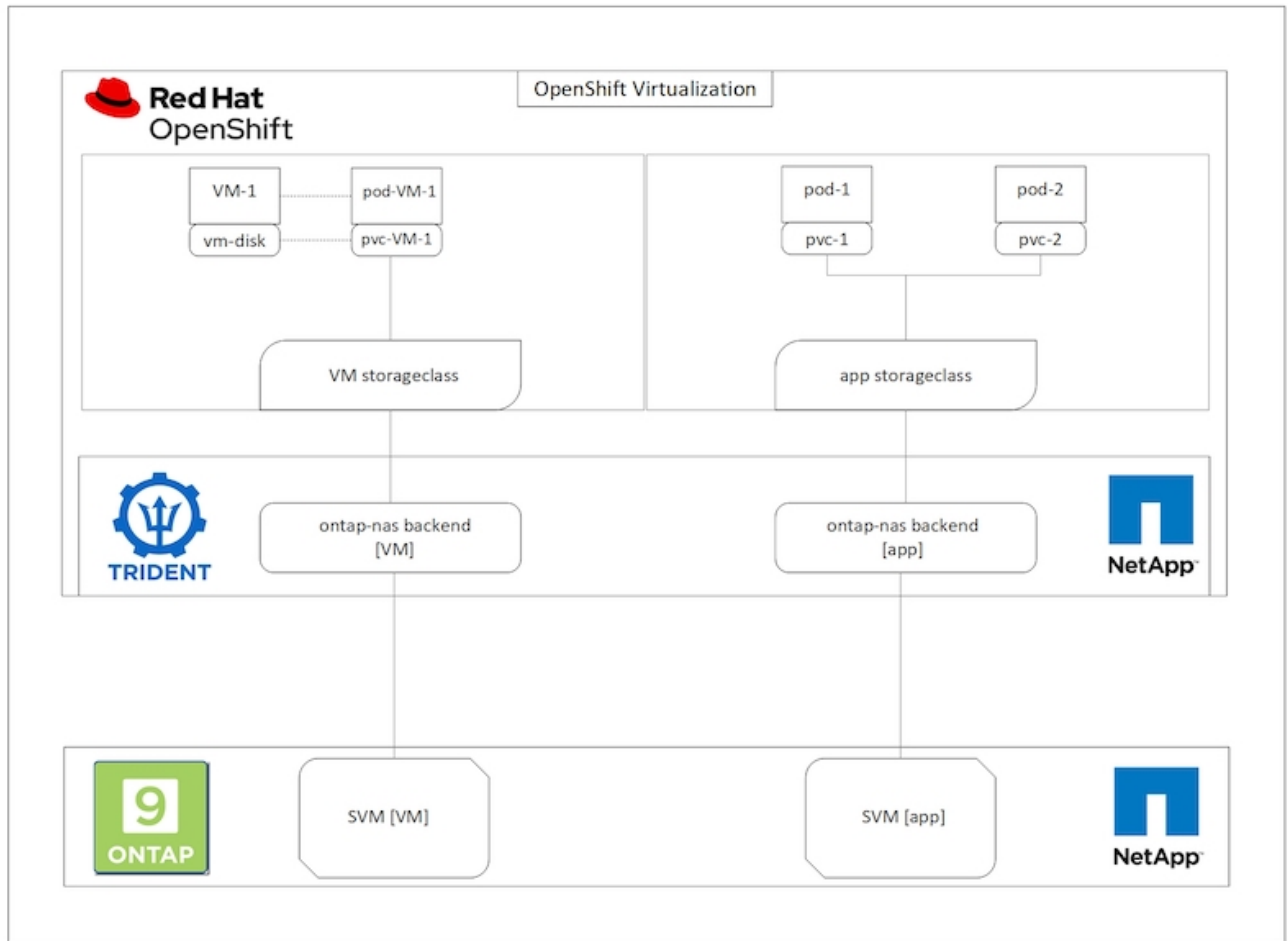 OpenShift Virtualization
Red Hat
OpenShift
VM-1
pod-VM-1
pod-1
pod-2
vm-disk
pvc-VM-1
pvc-1
pvc-2
VM storageclass
app storageclass
TRIDENT
ontap-nas backend
[VM]
ontap-nas backend
[app]
NetApp™
9
ONTAP
SVM [VM]
SVM [app]
NetApp™